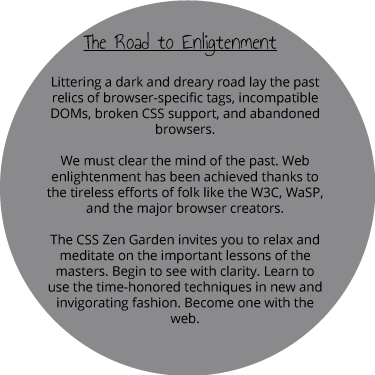 The Road to Enligtenment
Littering a dark and dreary road lay the past
relics of browser-specific tags, incompatible
DOMs, broken CSS support, and abandoned
browsers.
We must clear the mind of the past. Web
enlightenment has been achieved thanks to
the tireless efforts of folk like the W3C, WaSP,
and the major browser creators.
The CSS Zen Garden invites you to relax and
meditate on the important lessons of the
masters. Begin to see with clarity. Learn to
use the time-honored techniques in new and
invigorating fashion. Become one with the
web.